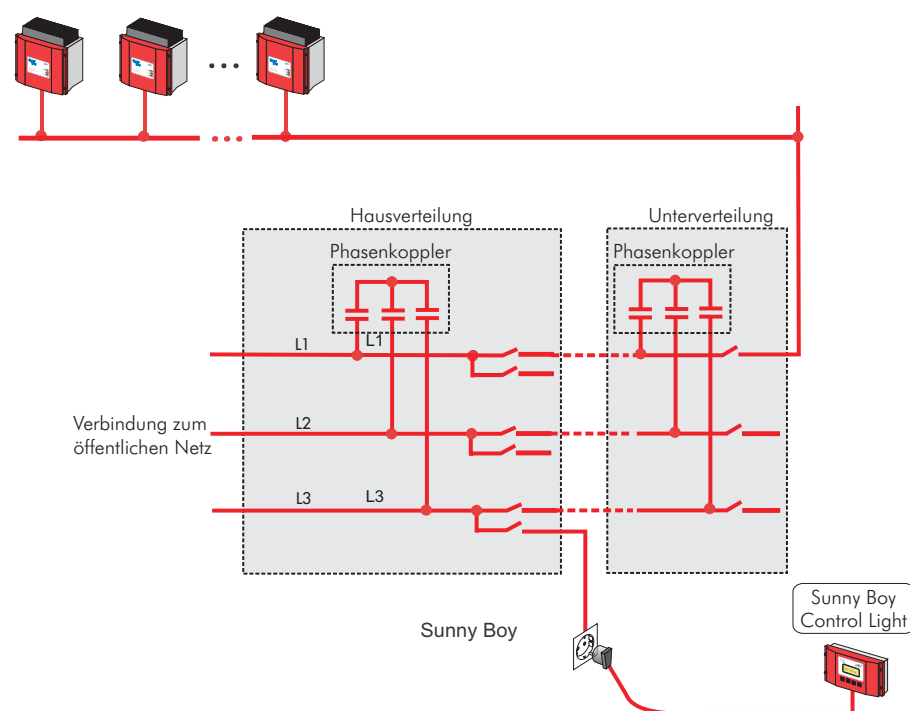 Hausverteilung
Unterverteilung
Phasenkoppler
Phasenkoppler
L1
L1
L2
Verbindung zum
öffentlichen Netz
L3
L3
Sunny Boy
Sunny Boy
Control Light